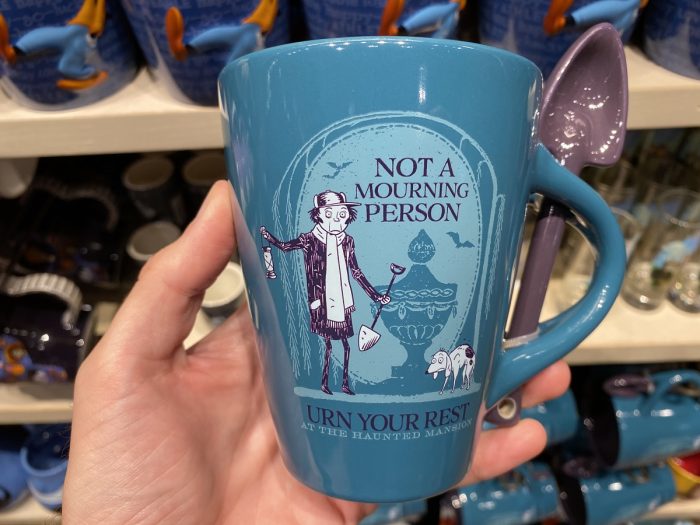 NOT A
MOURNING
PERSON
URN YOUR REST
AT THE HAUNTED MANSION